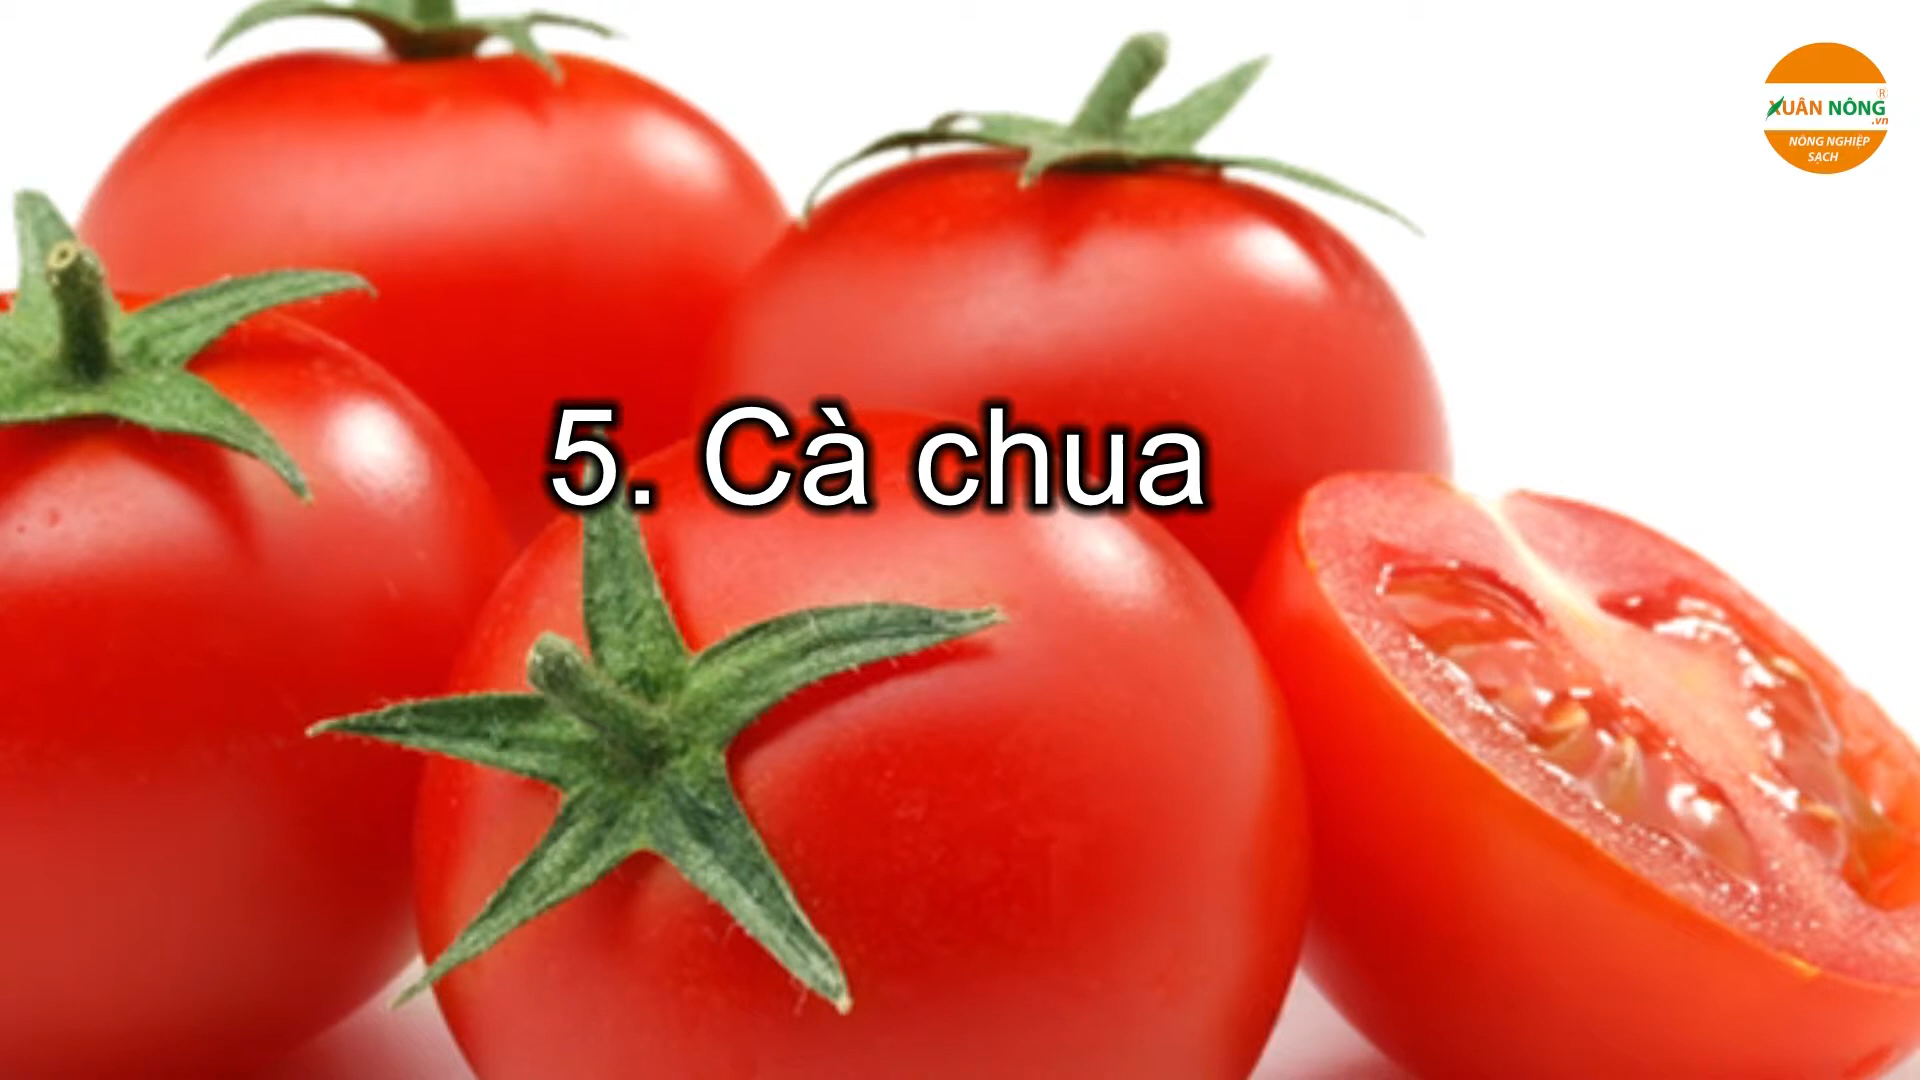 XUÂN NÔNG
®
.vn
NÔNG NGHIỆP
SẠCH
5. Cà chua